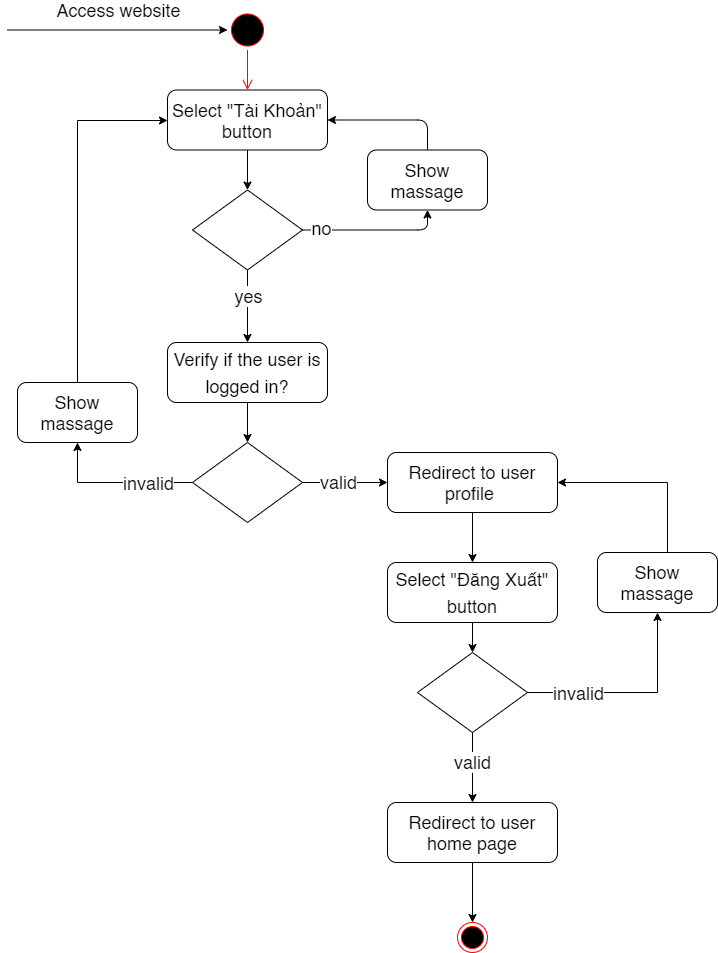 Access website
Select "Tài Khoản"
button
Show
massage
no
yes
Verify if the user is
logged in?
Show
massage
invalid
valid
Redirect to user
profile
Select "Đăng Xuất"
button
Show
massage
invalid
valid
Redirect to user
home page